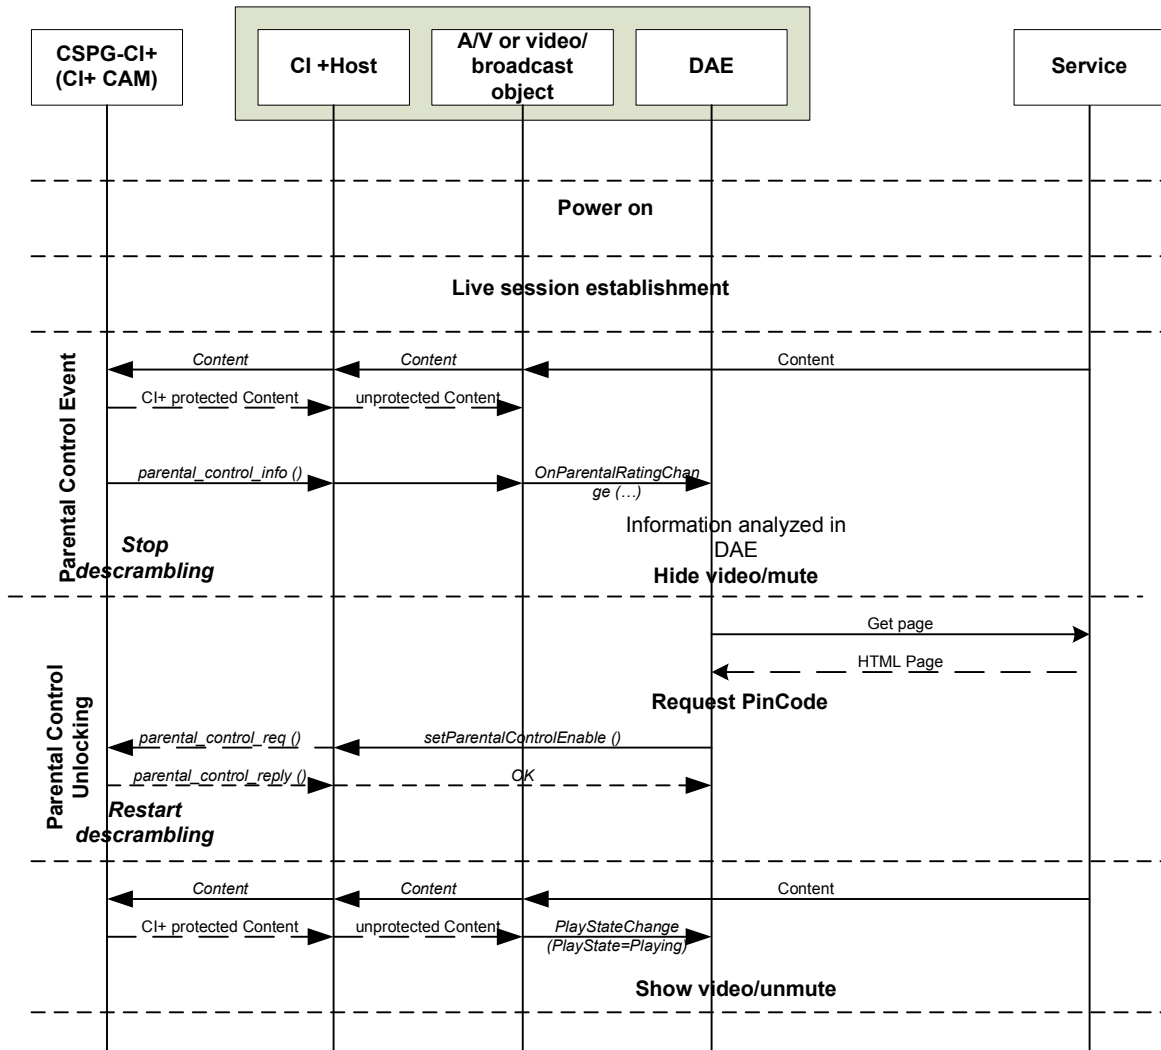 CSPG-CI+
(CI+ CAM)
CI +Host
A/V or video/
broadcast
object
DAE
Service
Power on
Live session establishment
Parental Control Event
Content
Content
Content
CI+ protected Content
unprotected Content
parental_control_info ()
OnParentalRatingChan
ge (…)
Information analyzed in
DAE
Stop
descrambling
Hide video/mute
Parental Control
Unlocking
Get page
HTML Page
Request PinCode
parental_control_req ()
setParentalControlEnable ()
parental_control_reply ()
OK
Restart
descrambling
Content
Content
Content
CI+ protected Content
unprotected Content
PlayStateChange
(PlayState=Playing)
Show video/unmute